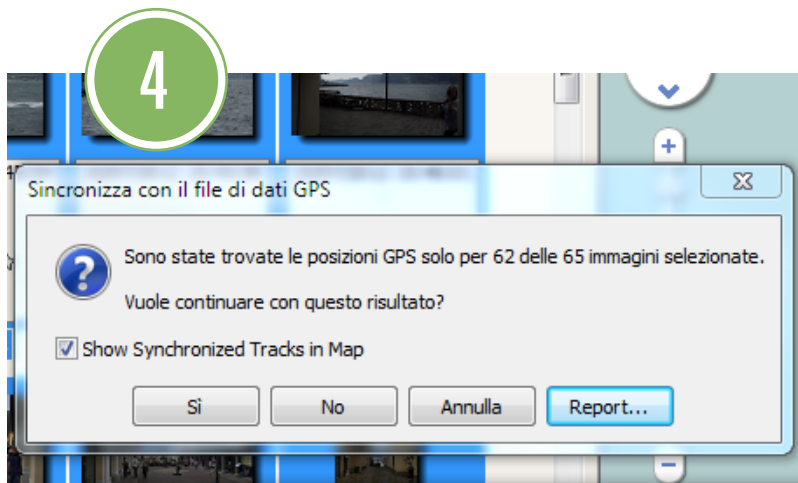 4
Sincronizza con il file di dati GPS
Sono state trovate le posizioni GPS solo per 62 delle 65 immagini selezionate.
Vuole continuare con questo risultato?
Show Synchronized Tracks in Map
Sì No Annulla Report...